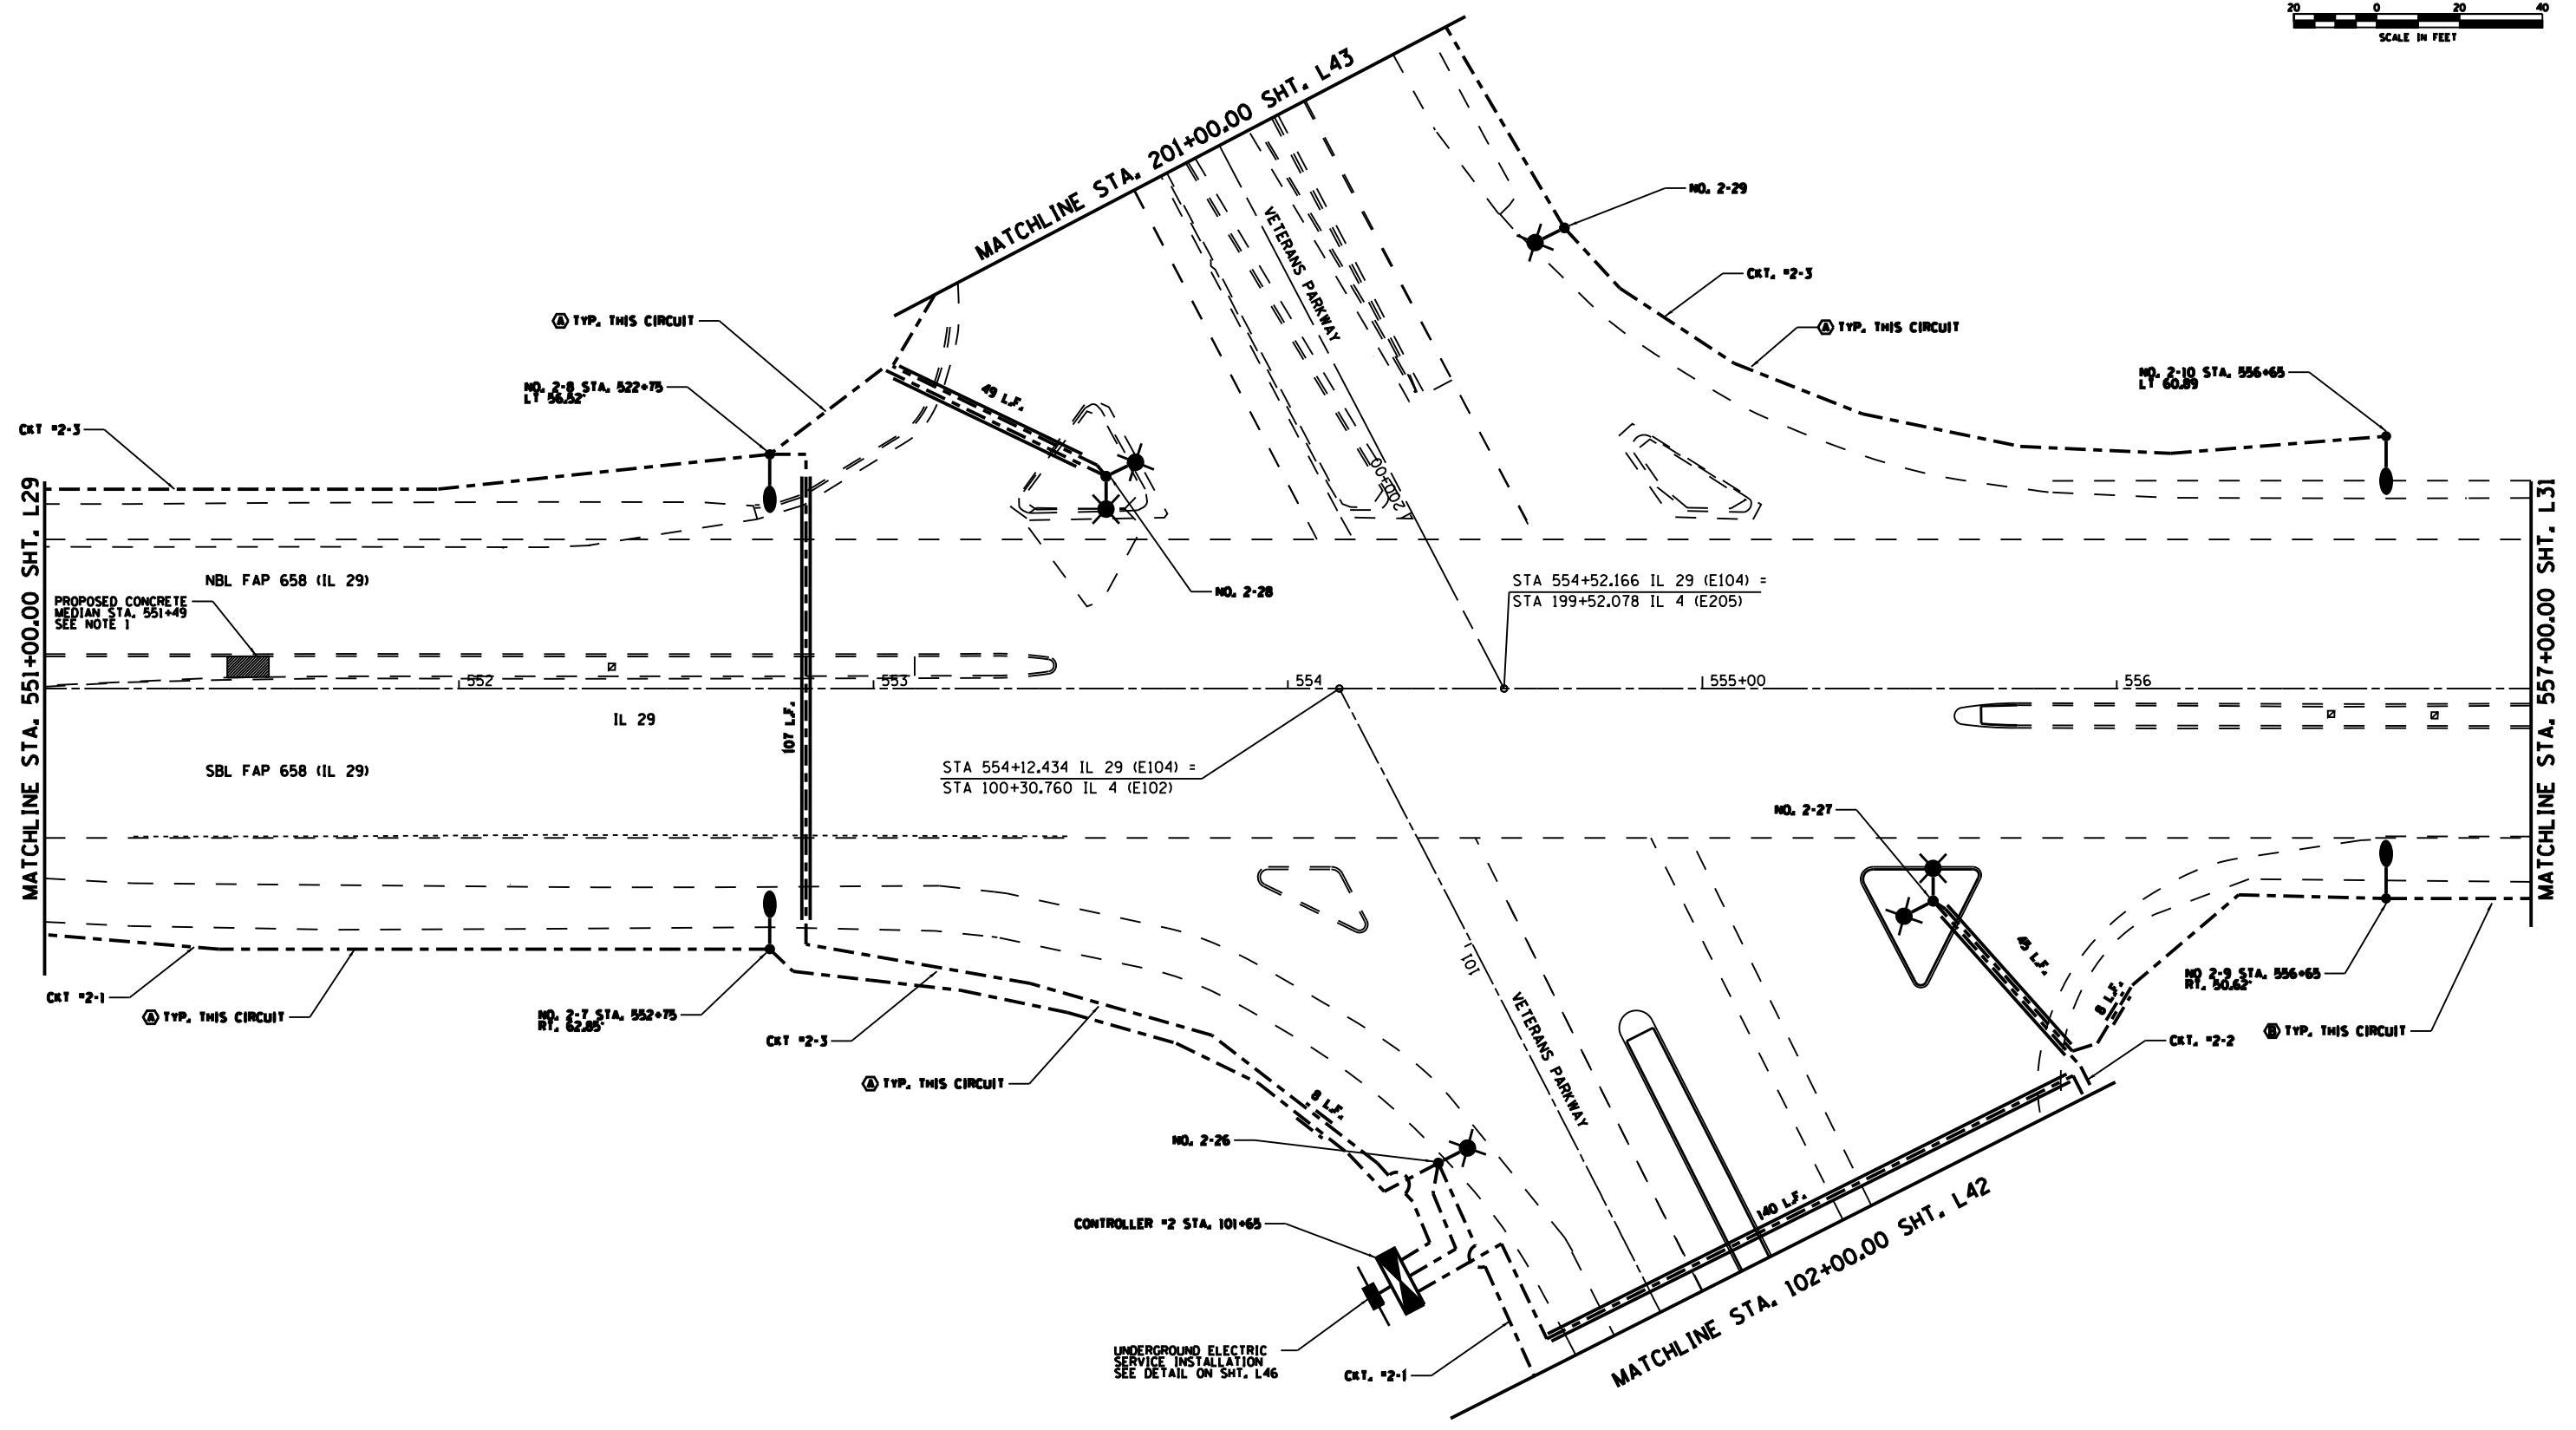 20 0 20 40
SCALE IN FEET
MATCHLINE STA. 201+00.00 SHT. L43
NO. 2-29
VETERANS PARKWAY
CKT. #2-3
Ⓐ TYP. THIS CIRCUIT
Ⓐ TYP. THIS CIRCUIT
NO. 2-10 STA. 556+65
LT 60.89
NO. 2-8 STA. 522+75
LT 56.52'
49 L.F.
CKT #2-3
200+00
MATCHLINE STA. 551+00.00 SHT. L29
MATCHLINE STA. 557+00.00 SHT. L31
NBL FAP 658 (IL 29)
NO. 2-28
STA 554+52.166 IL 29 (E104) =
STA 199+52.078 IL 4 (E205)
PROPOSED CONCRETE
MEDIAN STA. 551+49
SEE NOTE 1
552
553
554
555+00
556
IL 29
107 L.F.
SBL FAP 658 (IL 29)
STA 554+12.434 IL 29 (E104) =
STA 100+30.760 IL 4 (E102)
NO. 2-27
101
45 L.F.
8 L.F.
NO 2-9 STA. 556+65
RT. 50.62'
CKT #2-1
Ⓐ TYP. THIS CIRCUIT
NO. 2-7 STA. 552+75
RT. 62.85'
CKT #2-3
Ⓑ TYP. THIS CIRCUIT
CKT. #2-2
VETERANS PARKWAY
Ⓐ TYP. THIS CIRCUIT
8 L.F.
NO. 2-26
140 L.F.
CONTROLLER #2 STA. 101+65
MATCHLINE STA. 102+00.00 SHT. L42
UNDERGROUND ELECTRIC
SERVICE INSTALLATION
SEE DETAIL ON SHT. L46
CKT. #2-1